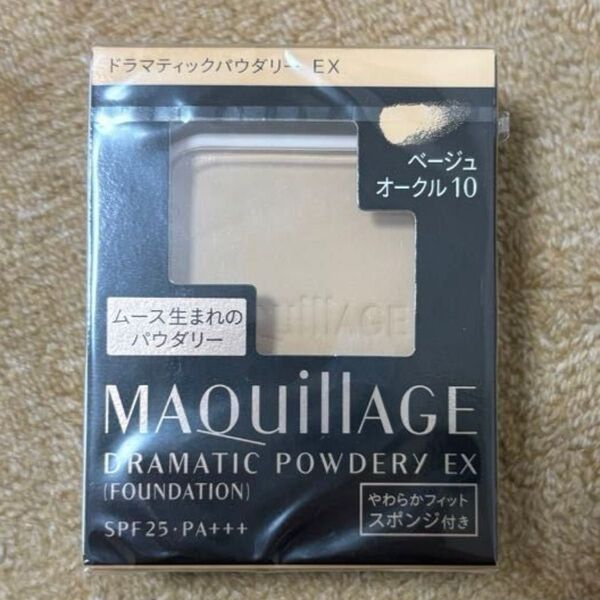 ドラマティックパウダリー EX
ベージュ
オークル10
MAQuillAGE
ムース生まれの
パウダリー
MAQuillAGE
DRAMATIC POWDERY EX
(FOUNDATION)
SPF25・PA+++
やわらかフィット
スポンジ付き